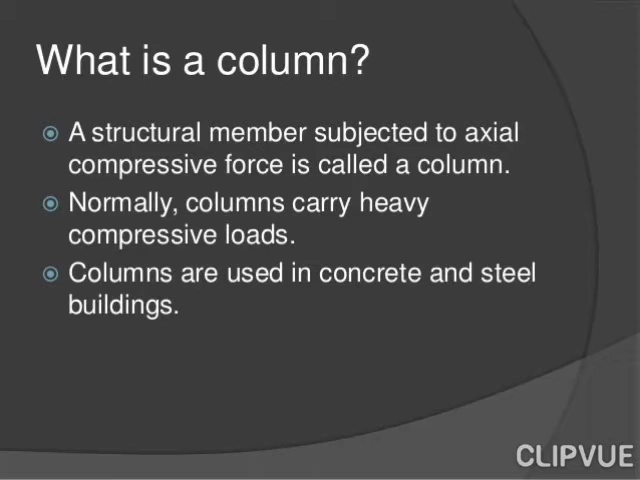 What is a column?
A structural member subjected to axial
compressive force is called a column.
Normally, columns carry heavy
compressive loads.
Columns are used in concrete and steel
buildings.
CLIPVUE